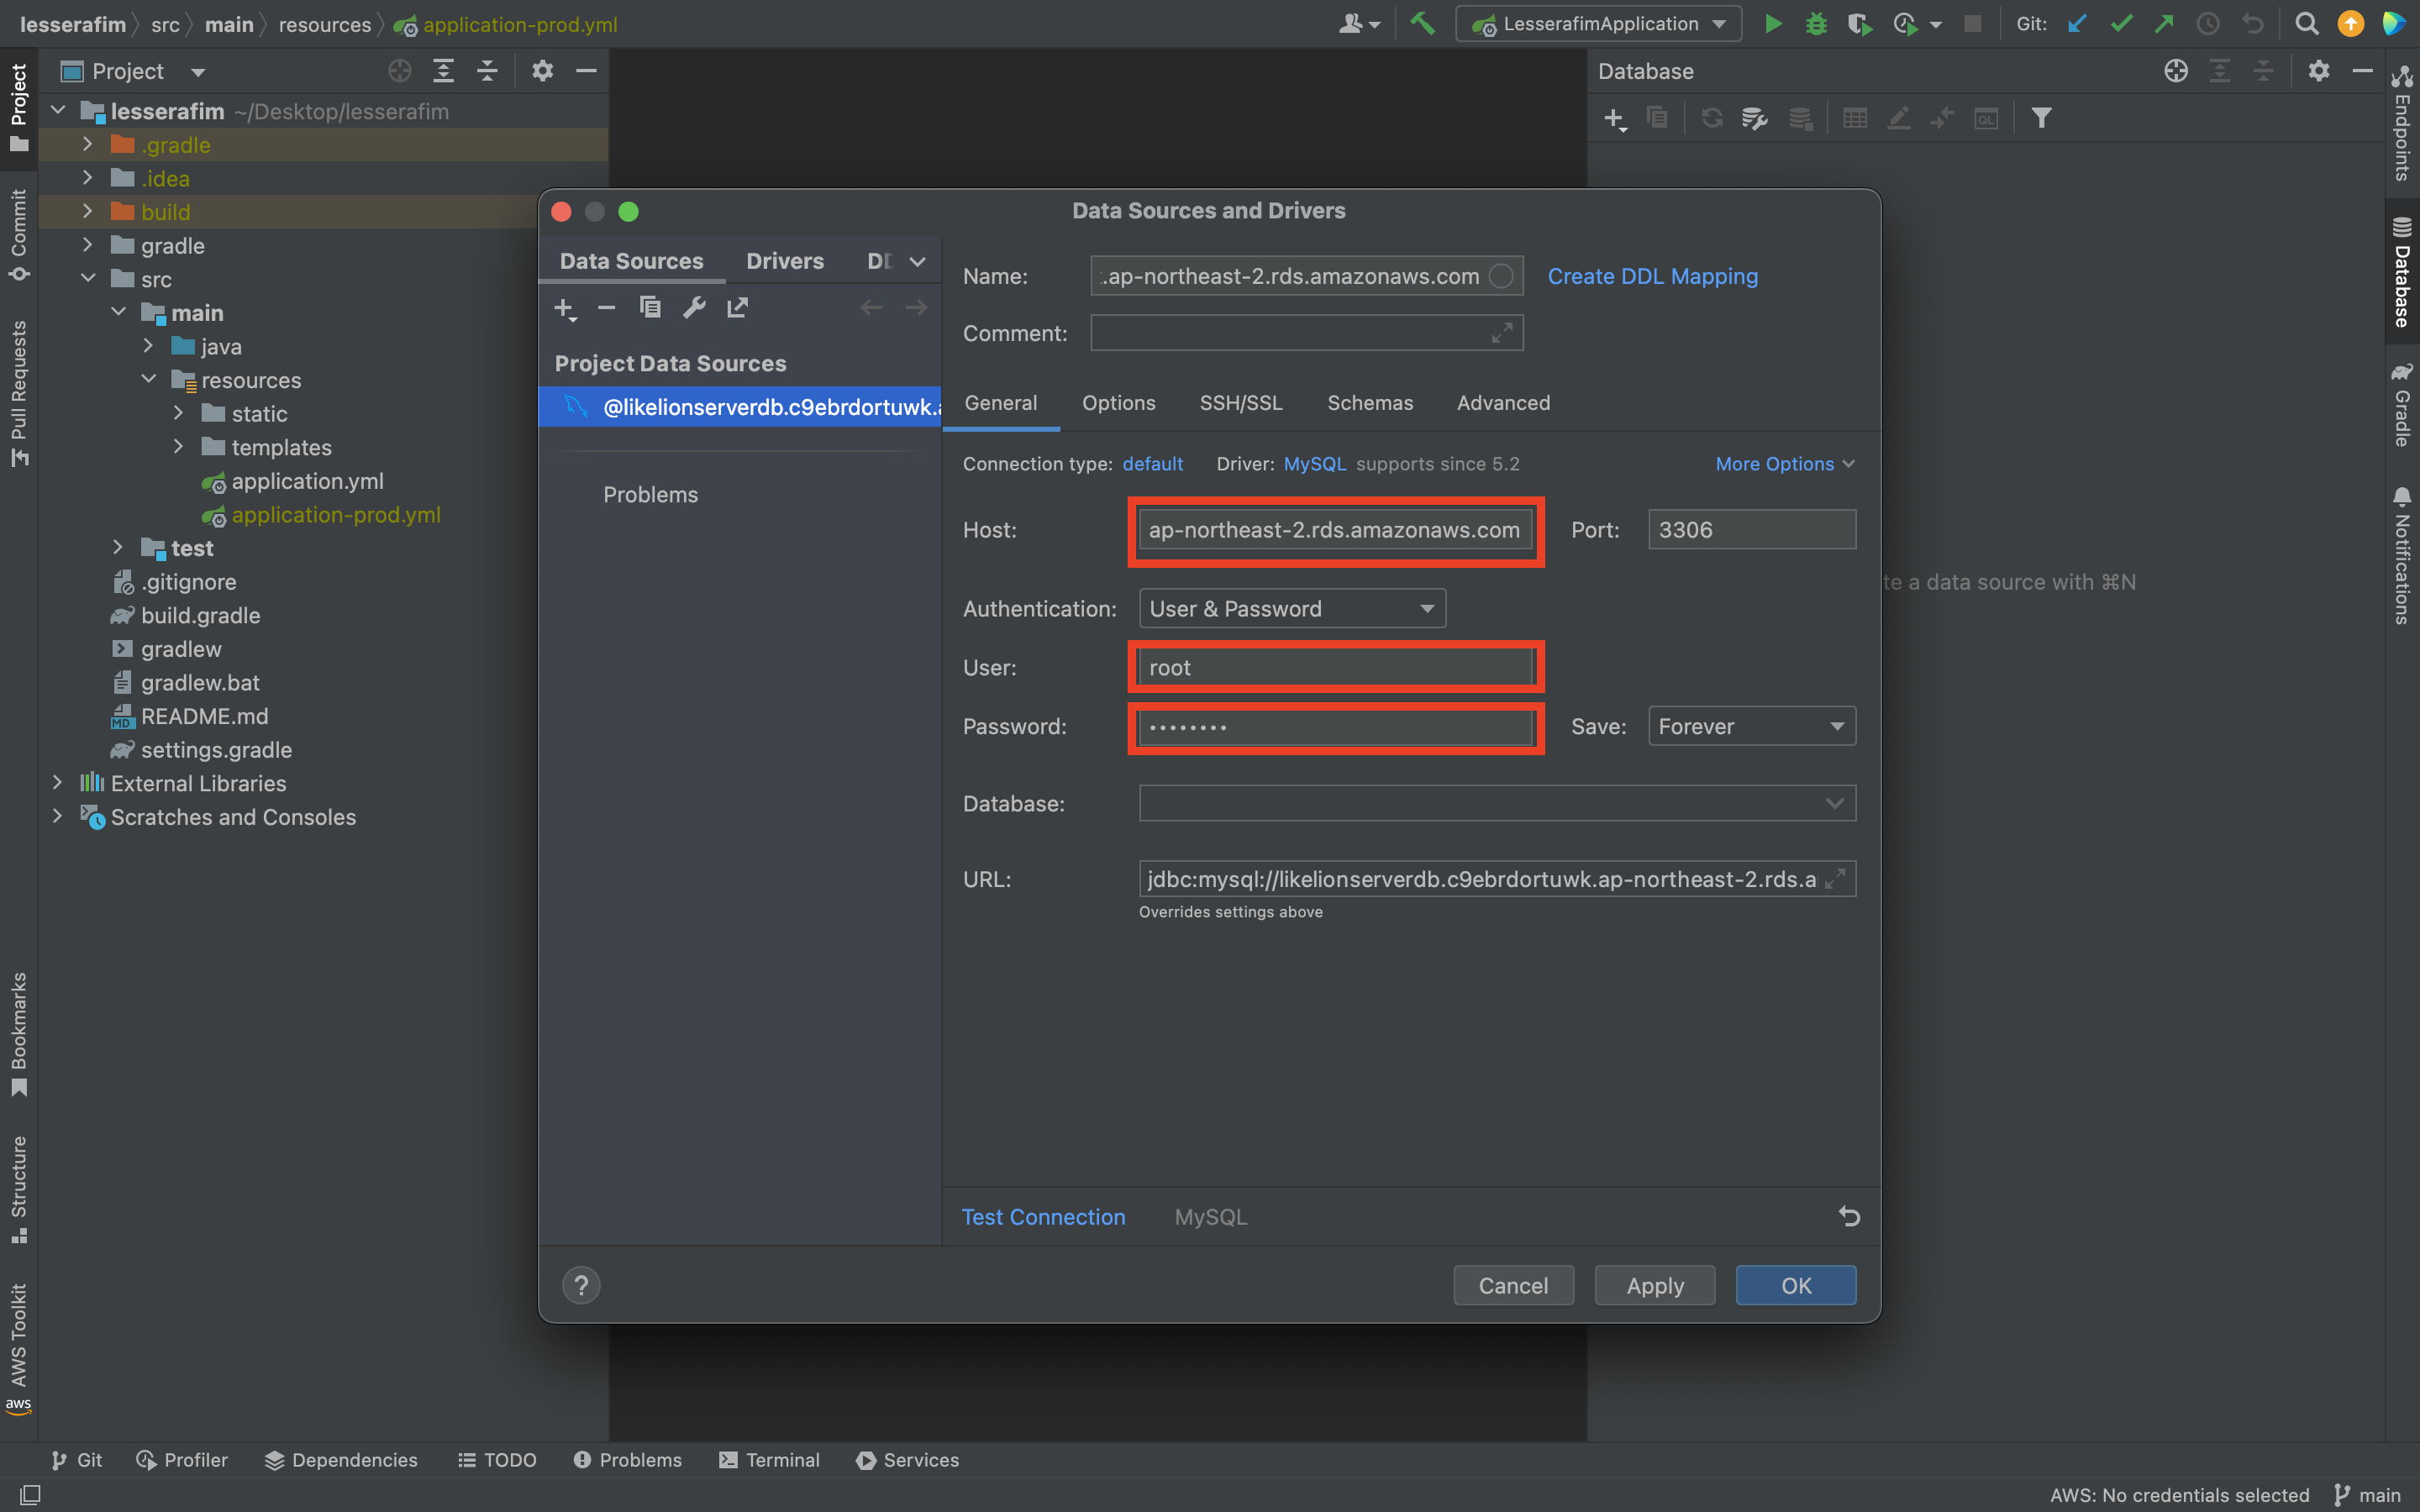 lesserafim
src
main
resources
application-prod.yml
LesserafimApplication
Git:
Project
Project
Commit
Pull Requests
Bookmarks
Structure
AWS Toolkit
aws
lesserafim ~/Desktop/lesserafim
.gradle
.idea
build
gradle
src
main
java
resources
static
templates
application.yml
application-prod.yml
test
.gitignore
build.gradle
gradlew
gradlew.bat
MD README.md
settings.gradle
External Libraries
Scratches and Consoles
Data Sources and Drivers
Data Sources
Drivers
Project Data Sources
@likelionserverdb.c9ebrdortuwk.
Problems
Name: .ap-northeast-2.rds.amazonaws.com
Create DDL Mapping
Comment:
General
Options
SSH/SSL
Schemas
Advanced
Connection type: default
Driver: MySQL supports since 5.2
More Options
Host: ap-northeast-2.rds.amazonaws.com
Port: 3306
Authentication: User & Password
User: root
Password: ••••••••
Save: Forever
Database:
URL: jdbc:mysql://likelionserverdb.c9ebrdortuwk.ap-northeast-2.rds.a
Overrides settings above
Test Connection
MySQL
?
Cancel
Apply
OK
Database
QL
te a data source with ⌘N
Endpoints
Database
Gradle
Notifications
Git
Profiler
Dependencies
TODO
Problems
Terminal
Services
AWS: No credentials selected
main